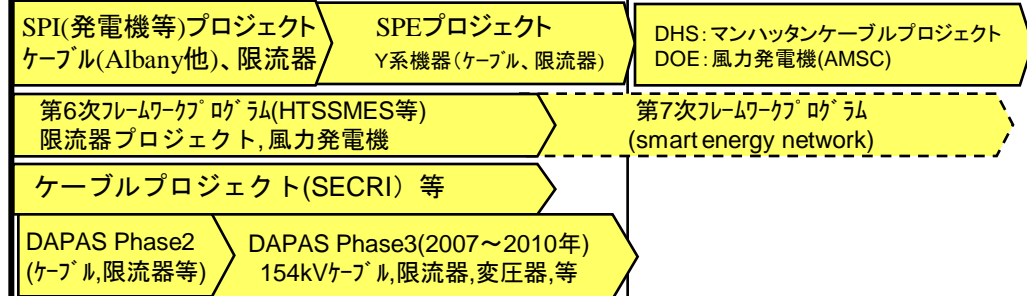 SPI(発電機等)プロジェクト
ケーブル(Albany他)、限流器
SPEプロジェクト
Y系機器(ケーブル、限流器)
DHS:マンハッタンケーブルプロジェクト
DOE:風力発電機(AMSC)
第6次ﾌﾚｰﾑﾜｰｸﾌﾟﾛｸﾞﾗﾑ(HTSSMES等)
限流器プロジェクト,風力発電機
第7次ﾌﾚｰﾑﾜｰｸﾌﾟﾛｸﾞﾗﾑ
(smart energy network)
ケーブルプロジェクト(SECRI)等
DAPAS Phase2
(ｹｰﾌﾞﾙ,限流器等)
DAPAS Phase3(2007～2010年)
154kVｹｰﾌﾞﾙ,限流器,変圧器,等